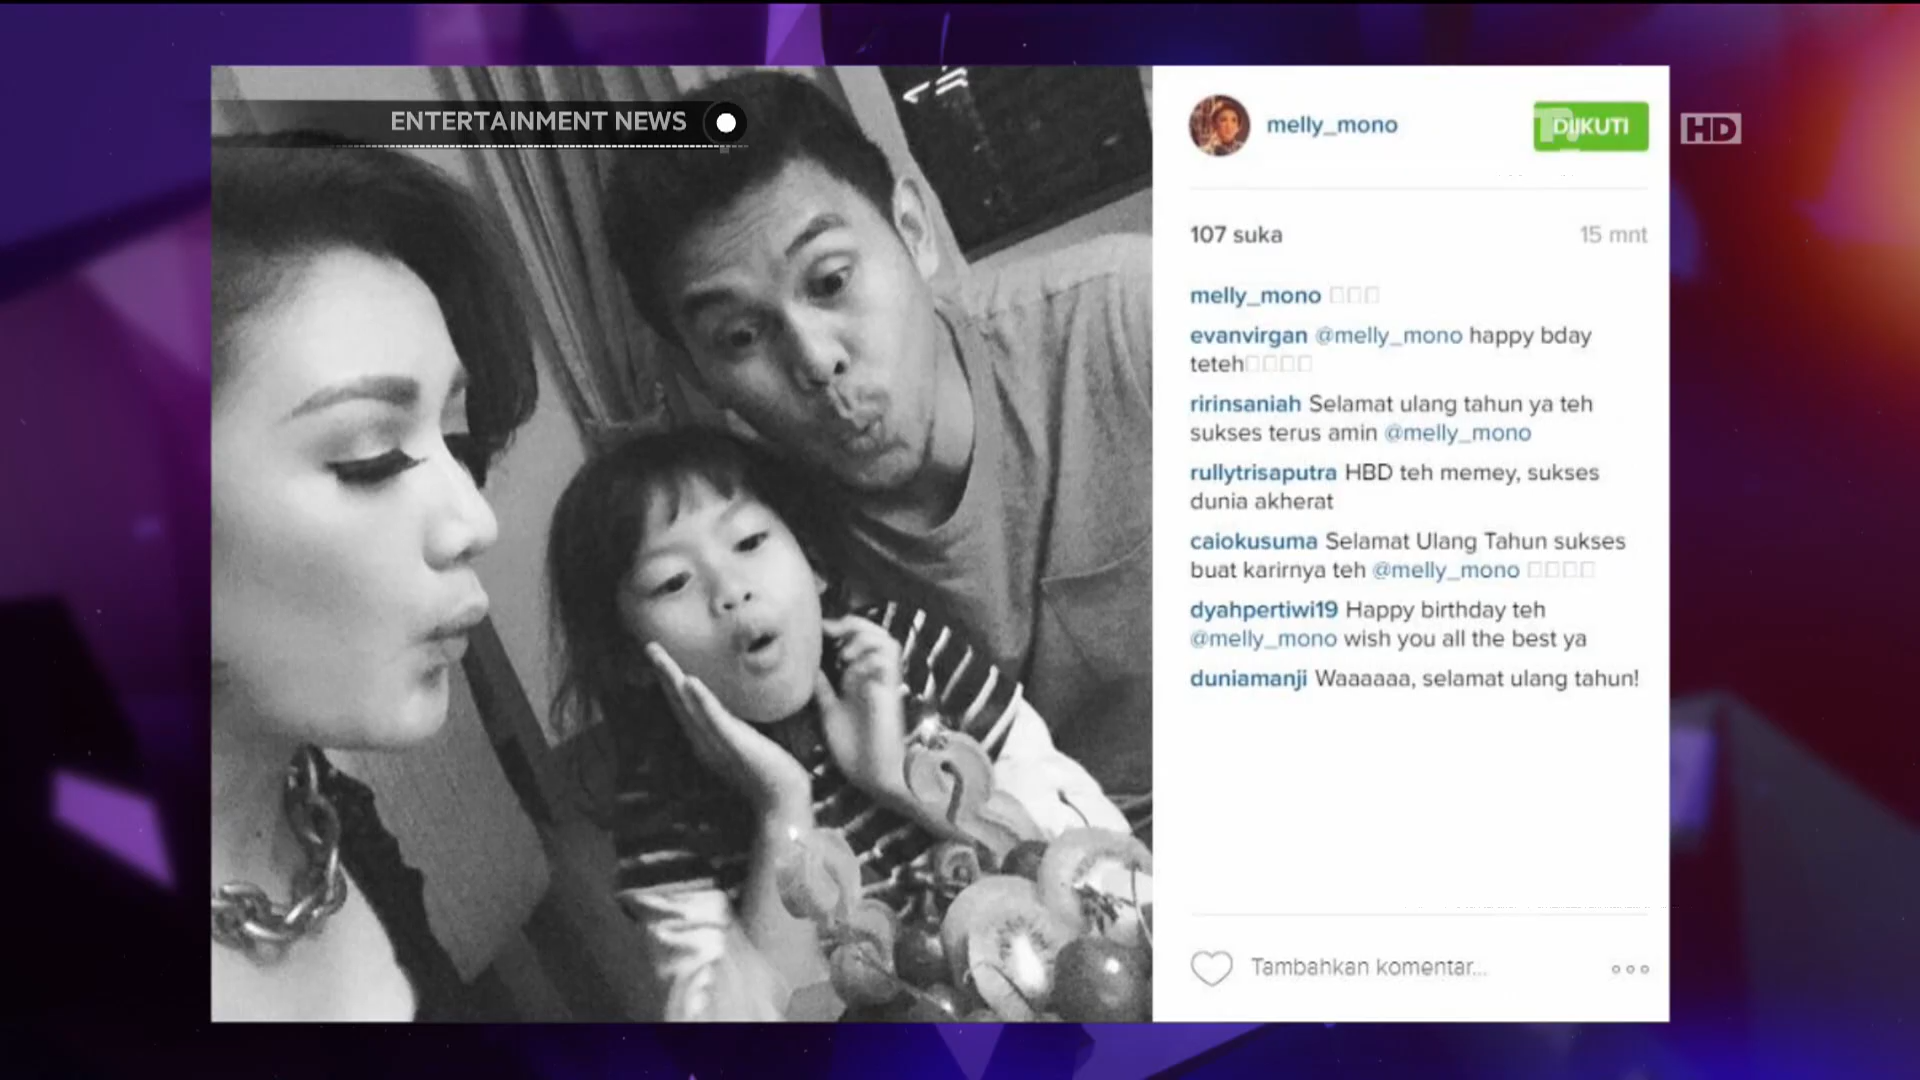 ENTERTAINMENT NEWS
melly_mono
DIIKUTI
HD
107 suka
15 mnt
melly_mono
evanvirgan @melly_mono happy bday
teteh
ririnsaniah Selamat ulang tahun ya teh
sukses terus amin @melly_mono
rullytrisaputra HBD teh memey, sukses
dunia akherat
caiokusuma Selamat Ulang Tahun sukses
buat karirnya teh @melly_mono
dyahpertiwi19 Happy birthday teh
@melly_mono wish you all the best ya
duniamanji Waaaaaa, selamat ulang tahun!
Tambahkan komentar...